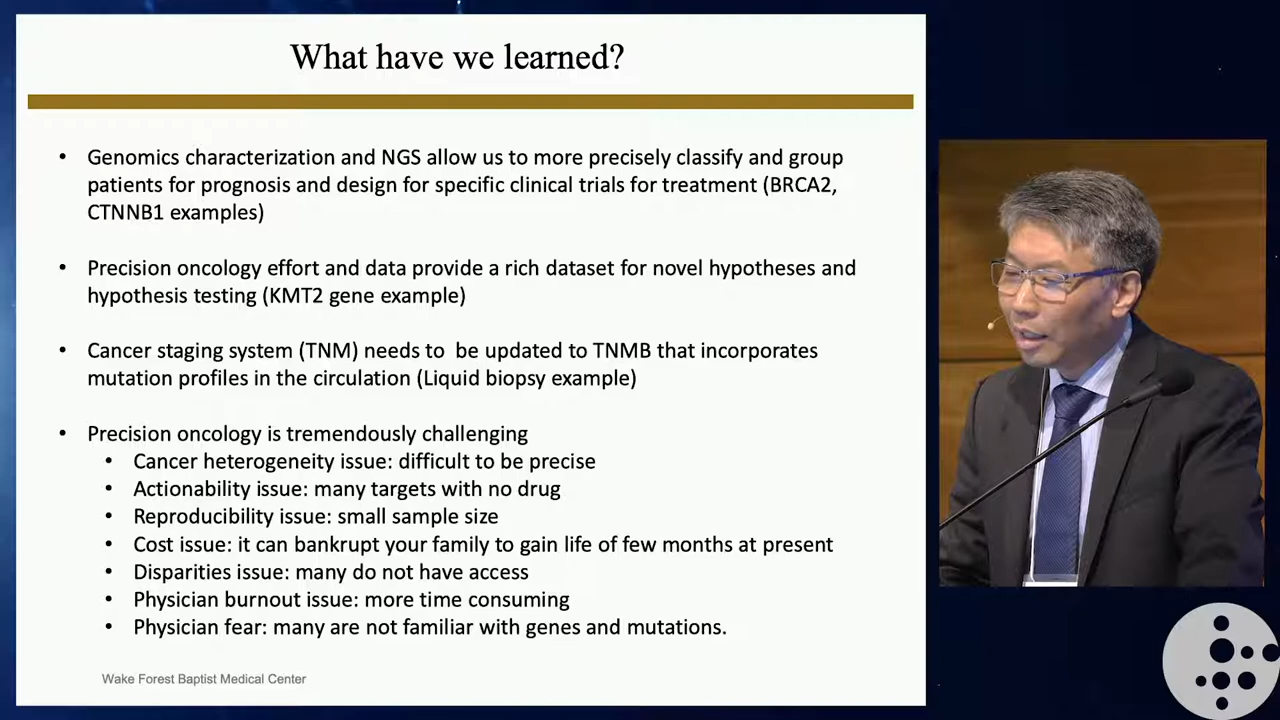 What have we learned?
• Genomics characterization and NGS allow us to more precisely classify and group
patients for prognosis and design for specific clinical trials for treatment (BRCA2,
CTNNB1 examples)
• Precision oncology effort and data provide a rich dataset for novel hypotheses and
hypothesis testing (KMT2 gene example)
• Cancer staging system (TNM) needs to  be updated to TNMB that incorporates
mutation profiles in the circulation (Liquid biopsy example)
• Precision oncology is tremendously challenging
• Cancer heterogeneity issue: difficult to be precise
• Actionability issue: many targets with no drug
• Reproducibility issue: small sample size
• Cost issue: it can bankrupt your family to gain life of few months at present
• Disparities issue: many do not have access
• Physician burnout issue: more time consuming
• Physician fear: many are not familiar with genes and mutations.
Wake Forest Baptist Medical Center